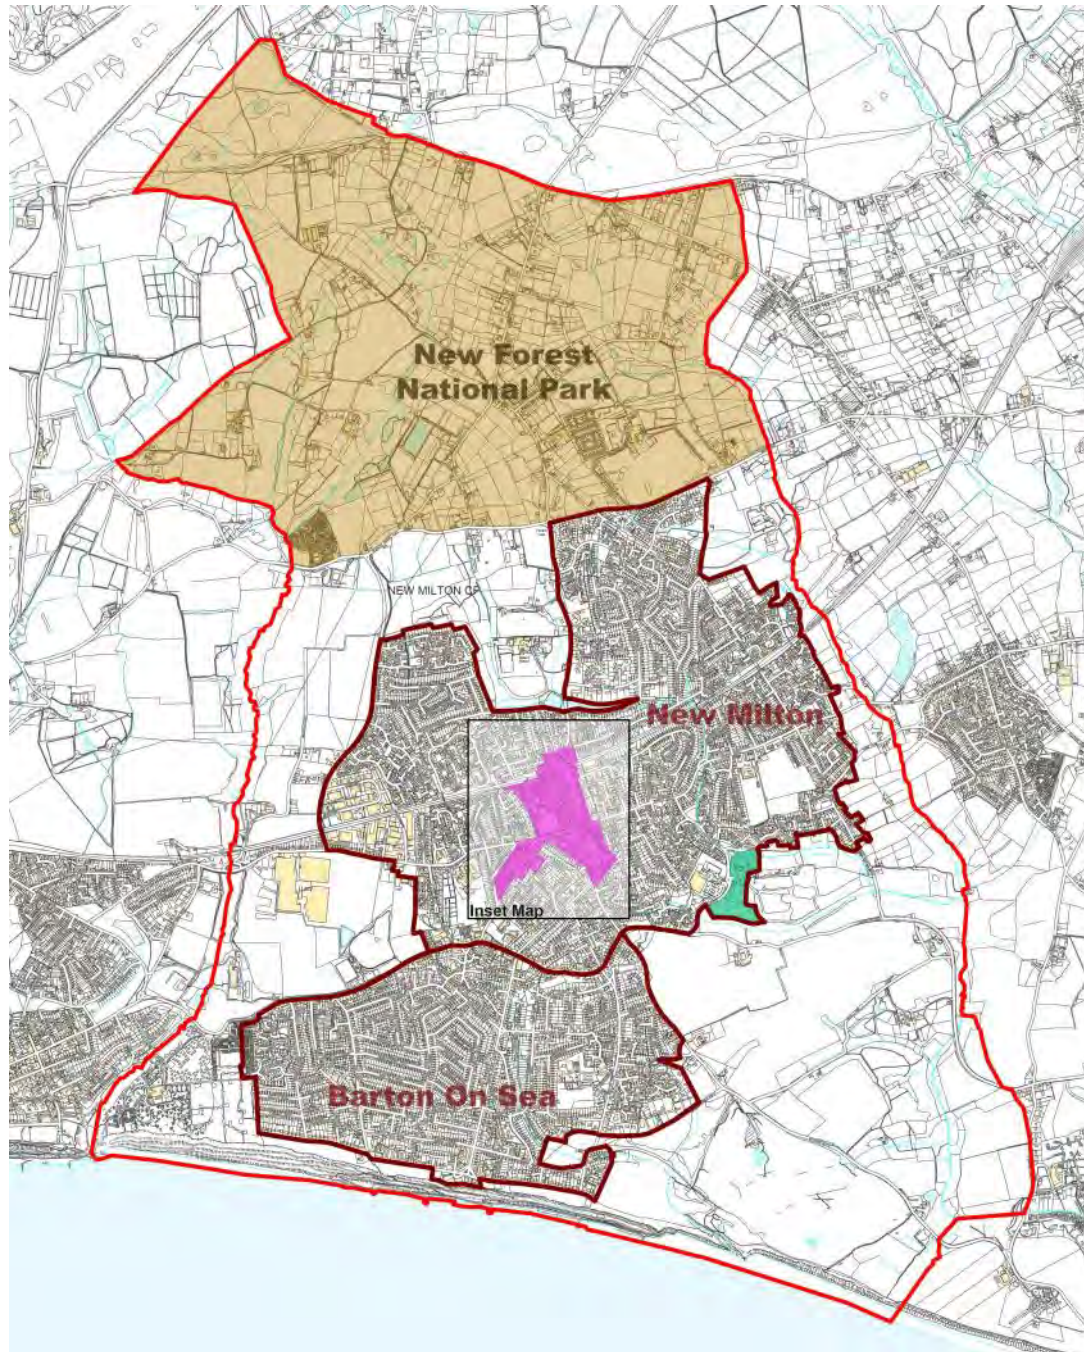 New Forest
National Park
NEW MILTON CP
New Milton
Inset Map
Barton On Sea